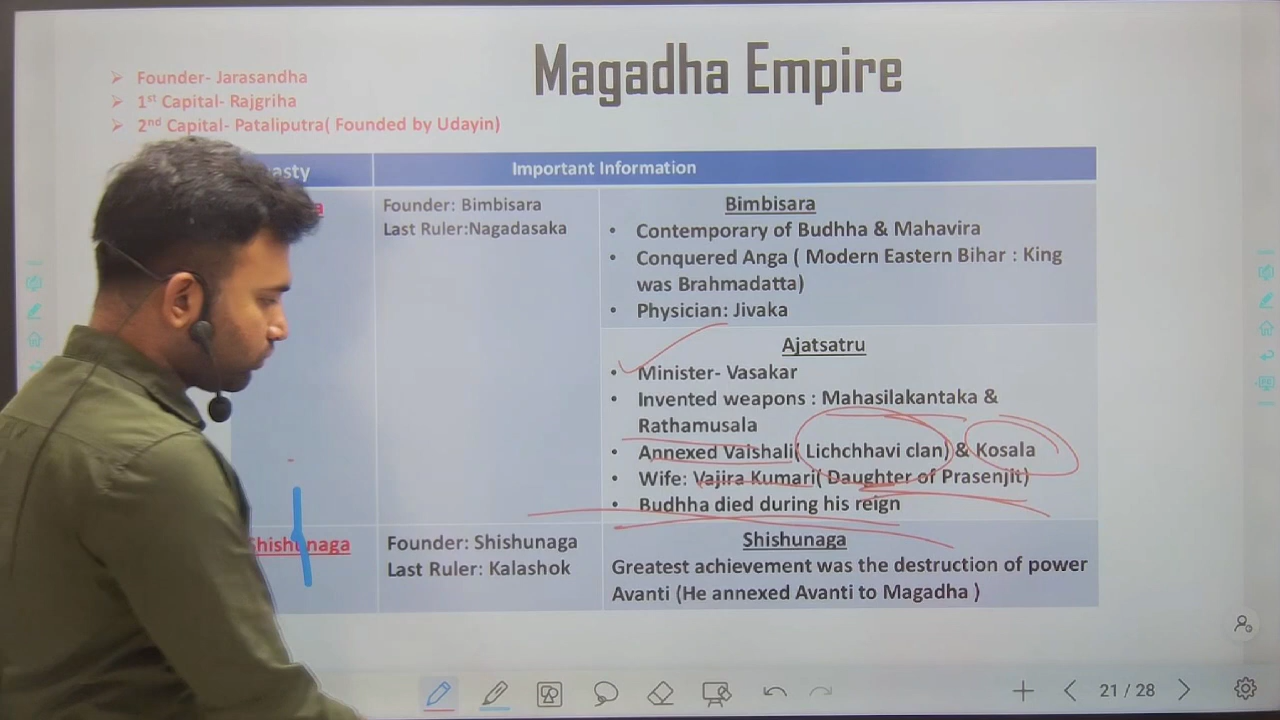 Magadha Empire
Founder- Jarasandha
1st Capital- Rajgriha
2nd Capital- Pataliputra( Founded by Udayin)
Important Information
Founder: Bimbisara
Last Ruler:Nagadasaka
Bimbisara
• Contemporary of Budhha & Mahavira
• Conquered Anga ( Modern Eastern Bihar : King
was Brahmadatta)
• Physician: Jivaka
Ajatsatru
• Minister- Vasakar
• Invented weapons : Mahasilakantaka &
Rathamusala
• Annexed Vaishali( Lichchhavi clan) & Kosala
• Wife: Vajira Kumari( Daughter of Prasenjit)
• Budhha died during his reign
Shishunaga
Founder: Shishunaga
Last Ruler: Kalashok
Shishunaga
Greatest achievement was the destruction of power
Avanti (He annexed Avanti to Magadha )
21 / 28